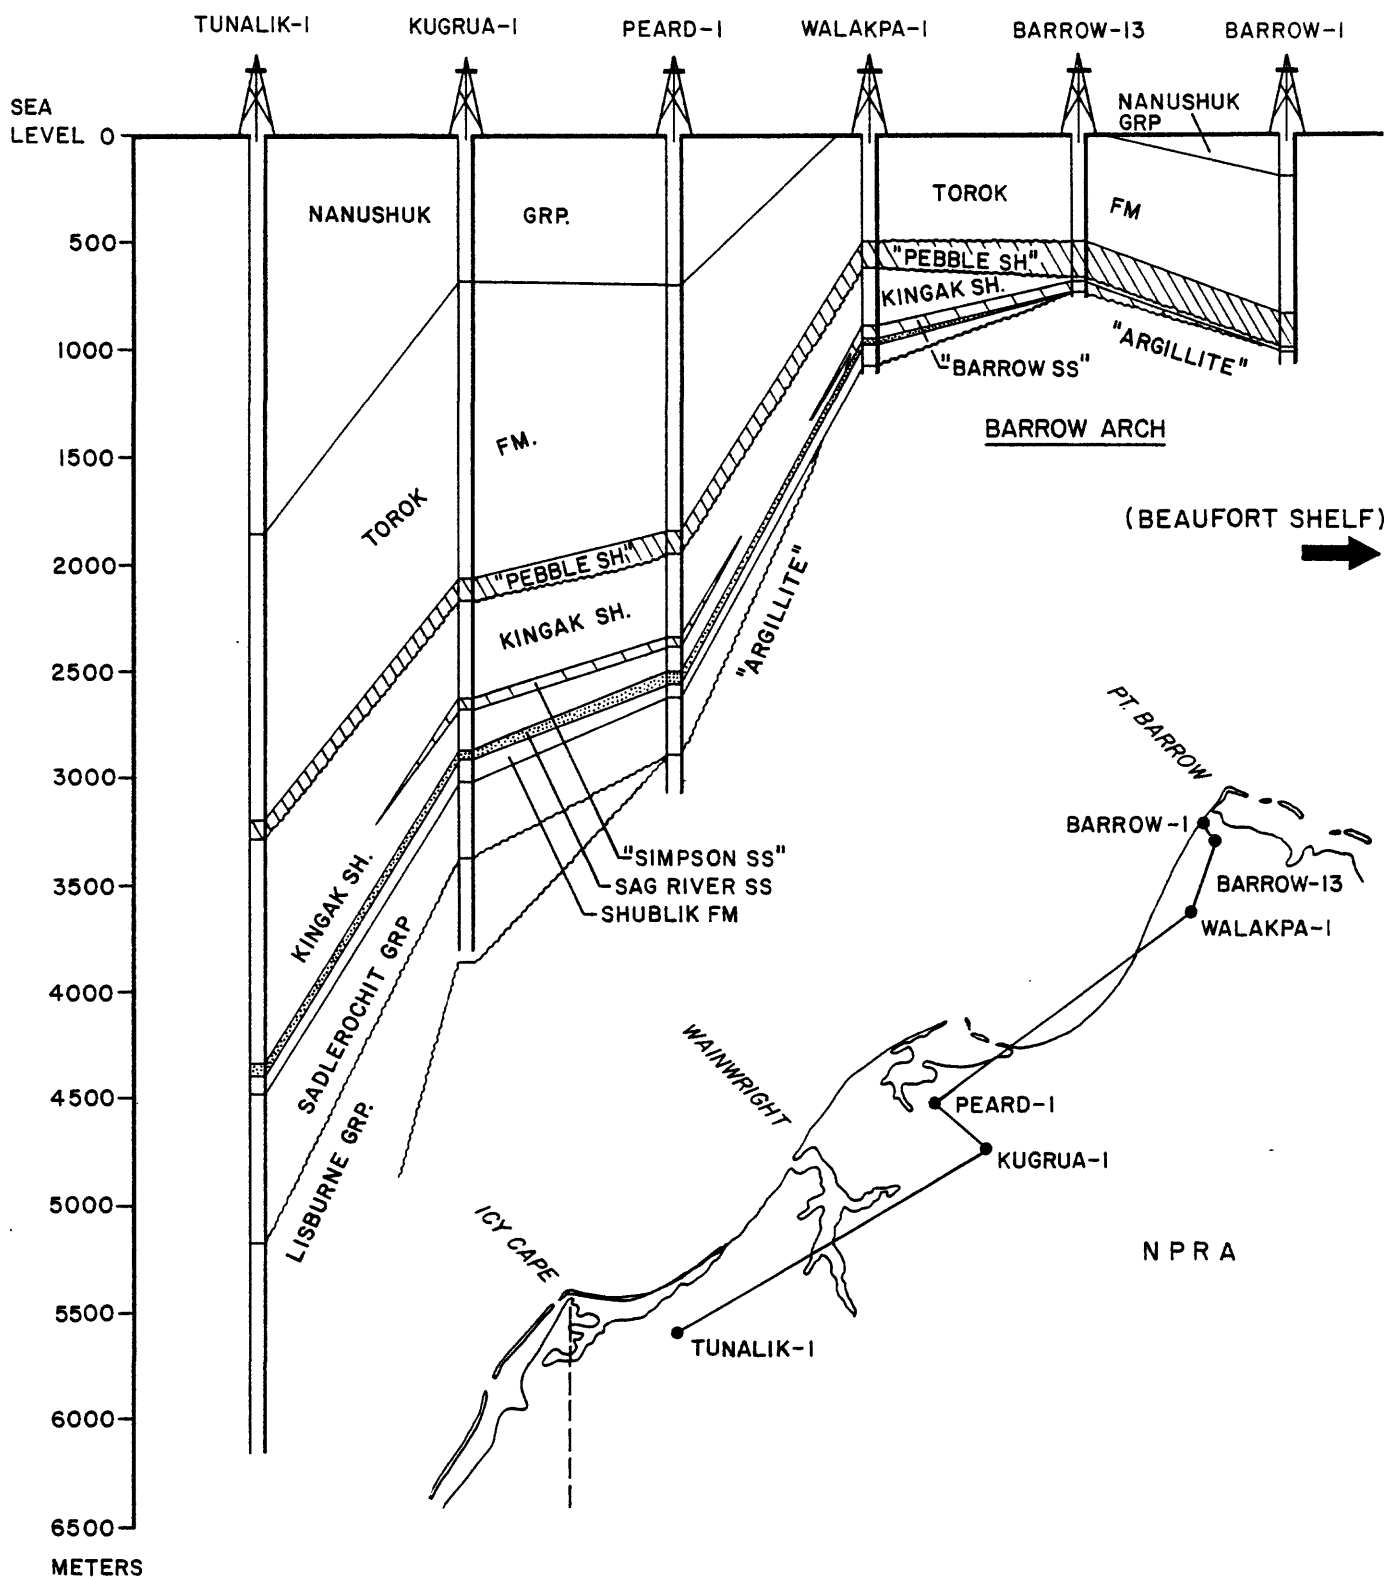 TUNALIK-1
KUGRUA-1
PEARD-1
WALAKPA-1
BARROW-13
BARROW-1
SEA
LEVEL 0
NANUSHUK
GRP
NANUSHUK GRP.
TOROK FM
500
"PEBBLE SH"
KINGAK SH.
1000
"BARROW SS"
"ARGILLITE"
BARROW ARCH
1500
TOROK FM.
(BEAUFORT SHELF)
2000
"PEBBLE SH"
KINGAK SH.
"ARGILLITE"
2500
3000
"SIMPSON SS"
SAG RIVER SS
SHUBLIK FM
3500
KINGAK SH.
4000
SADLEROCHIT GRP
4500
LISBURNE GRP.
5000
5500
6000
6500
METERS
PT. BARROW
BARROW-1
BARROW-13
WALAKPA-1
WAINWRIGHT
PEARD-1
KUGRUA-1
ICY CAPE
NPRA
TUNALIK-1